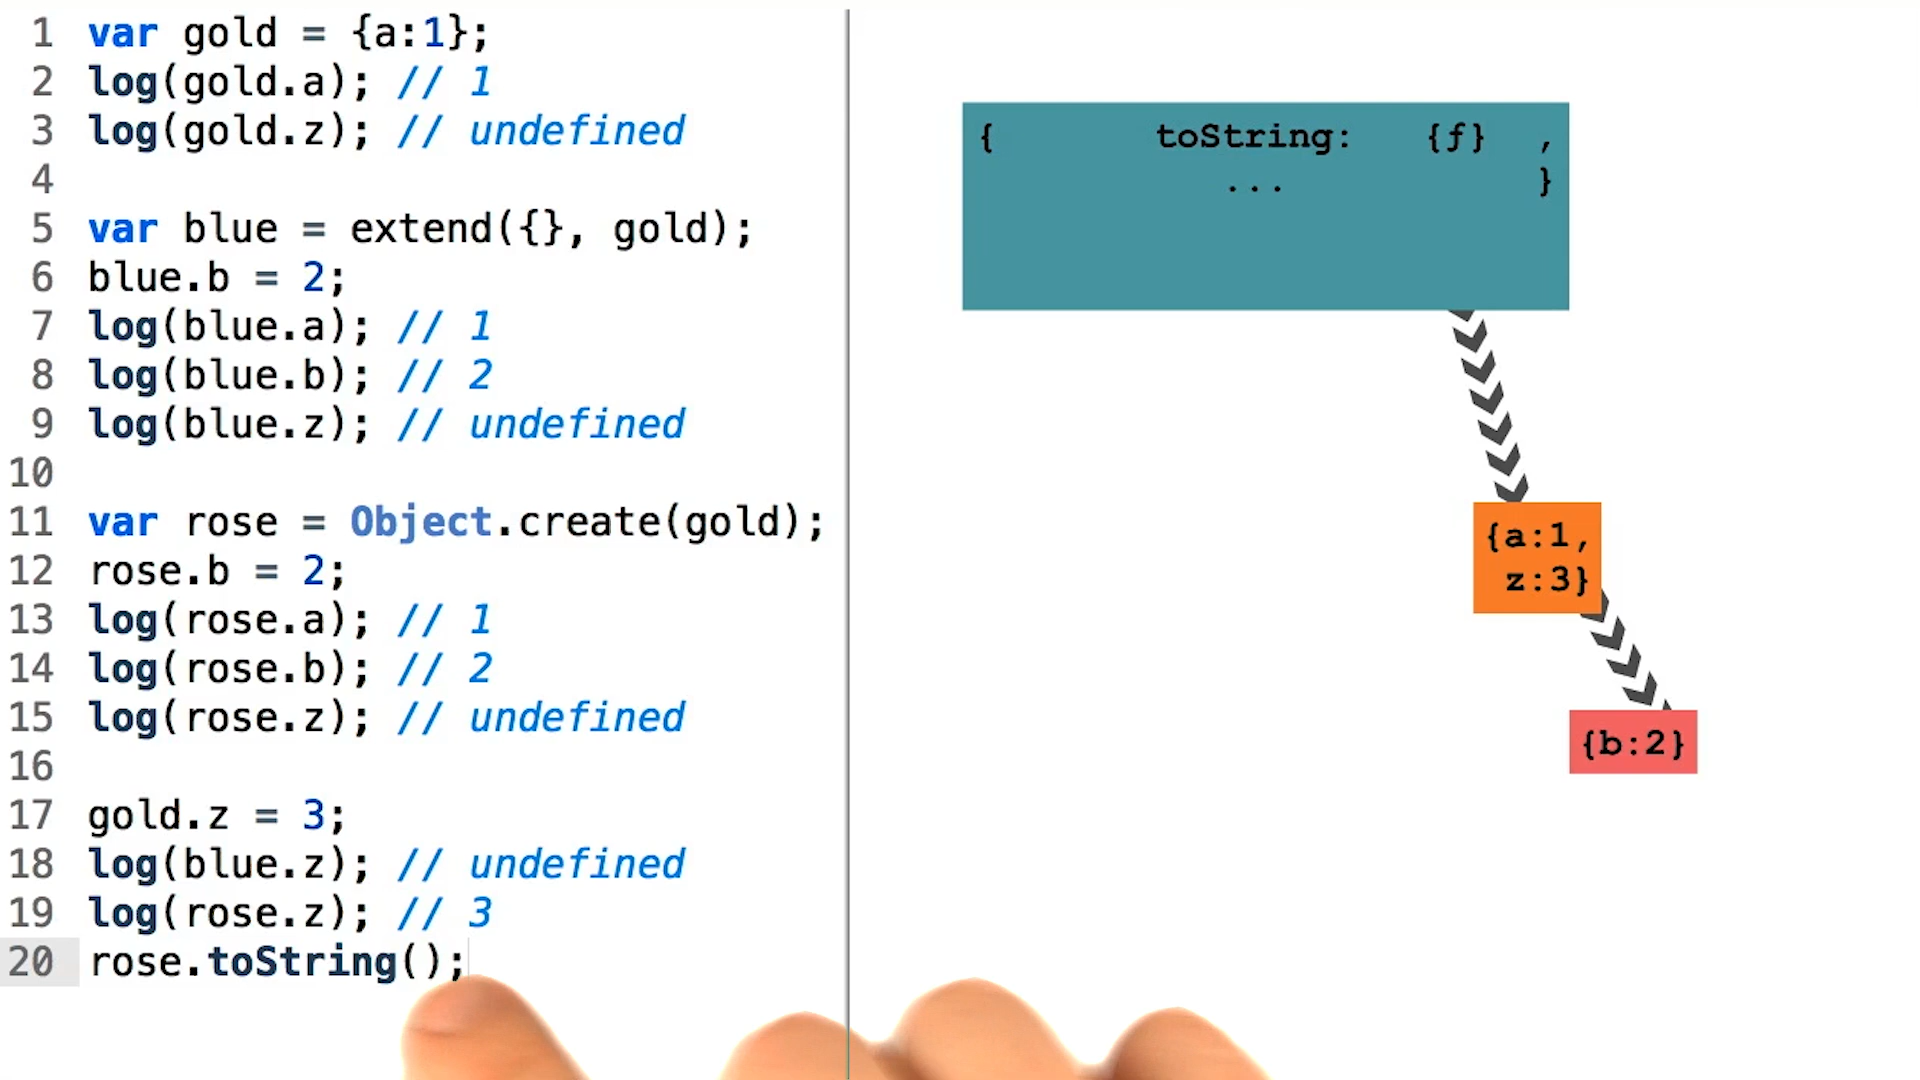 1 var gold = {a:1};
2 log(gold.a); // 1
3 log(gold.z); // undefined
4
5 var blue = extend({}, gold);
6 blue.b = 2;
7 log(blue.a); // 1
8 log(blue.b); // 2
9 log(blue.z); // undefined
10
11 var rose = Object.create(gold);
12 rose.b = 2;
13 log(rose.a); // 1
14 log(rose.b); // 2
15 log(rose.z); // undefined
16
17 gold.z = 3;
18 log(blue.z); // undefined
19 log(rose.z); // 3
20 rose.toString();
{ toString: {f} ,
... }
{a:1,
z:3}
{b:2}